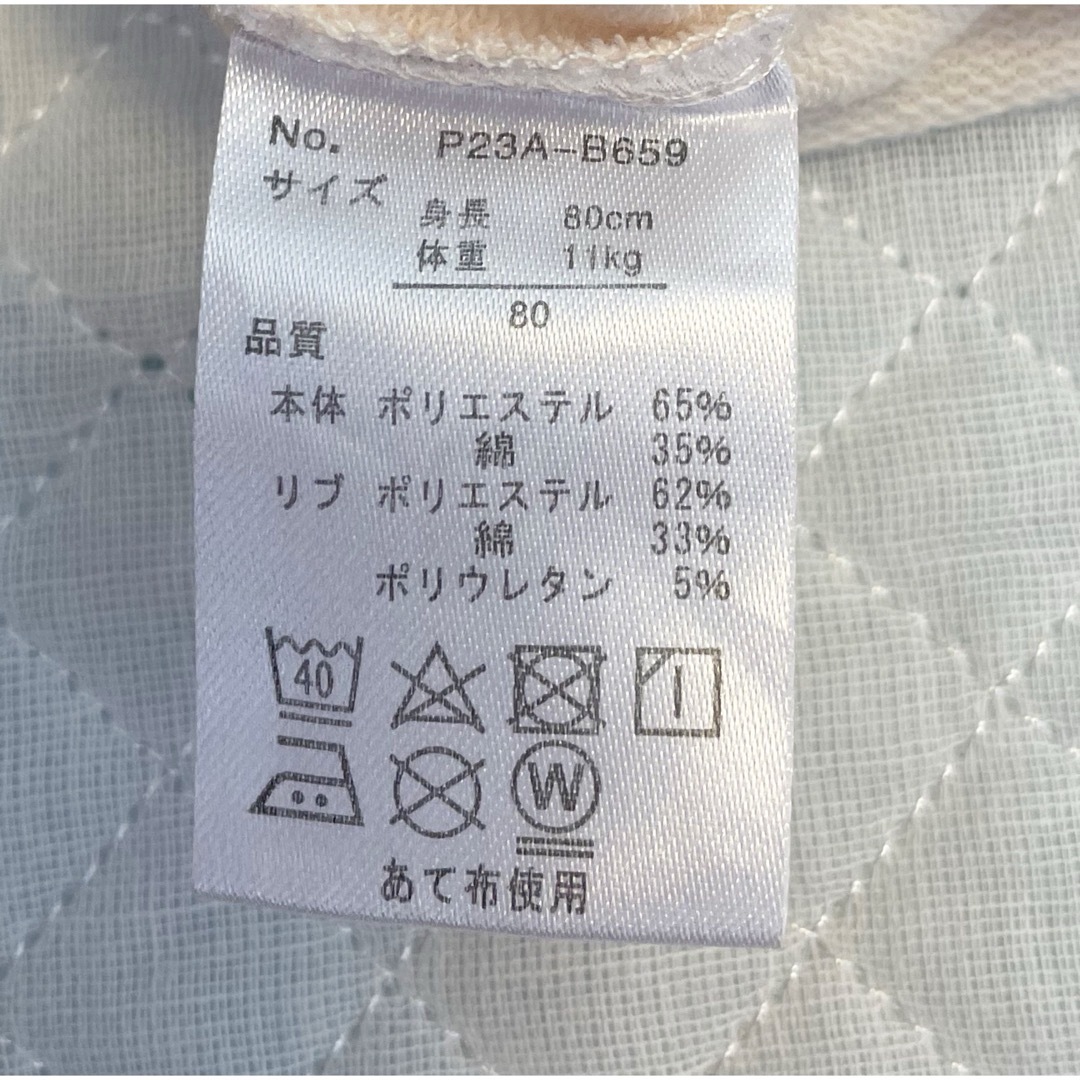 No. P23A-B659
サイズ
身長 80cm
体重 11kg
80
品質
本体 ポリエステル 65%
綿 35%
リブ ポリエステル 62%
綿 33%
ポリウレタン 5%
40
W
あて布使用